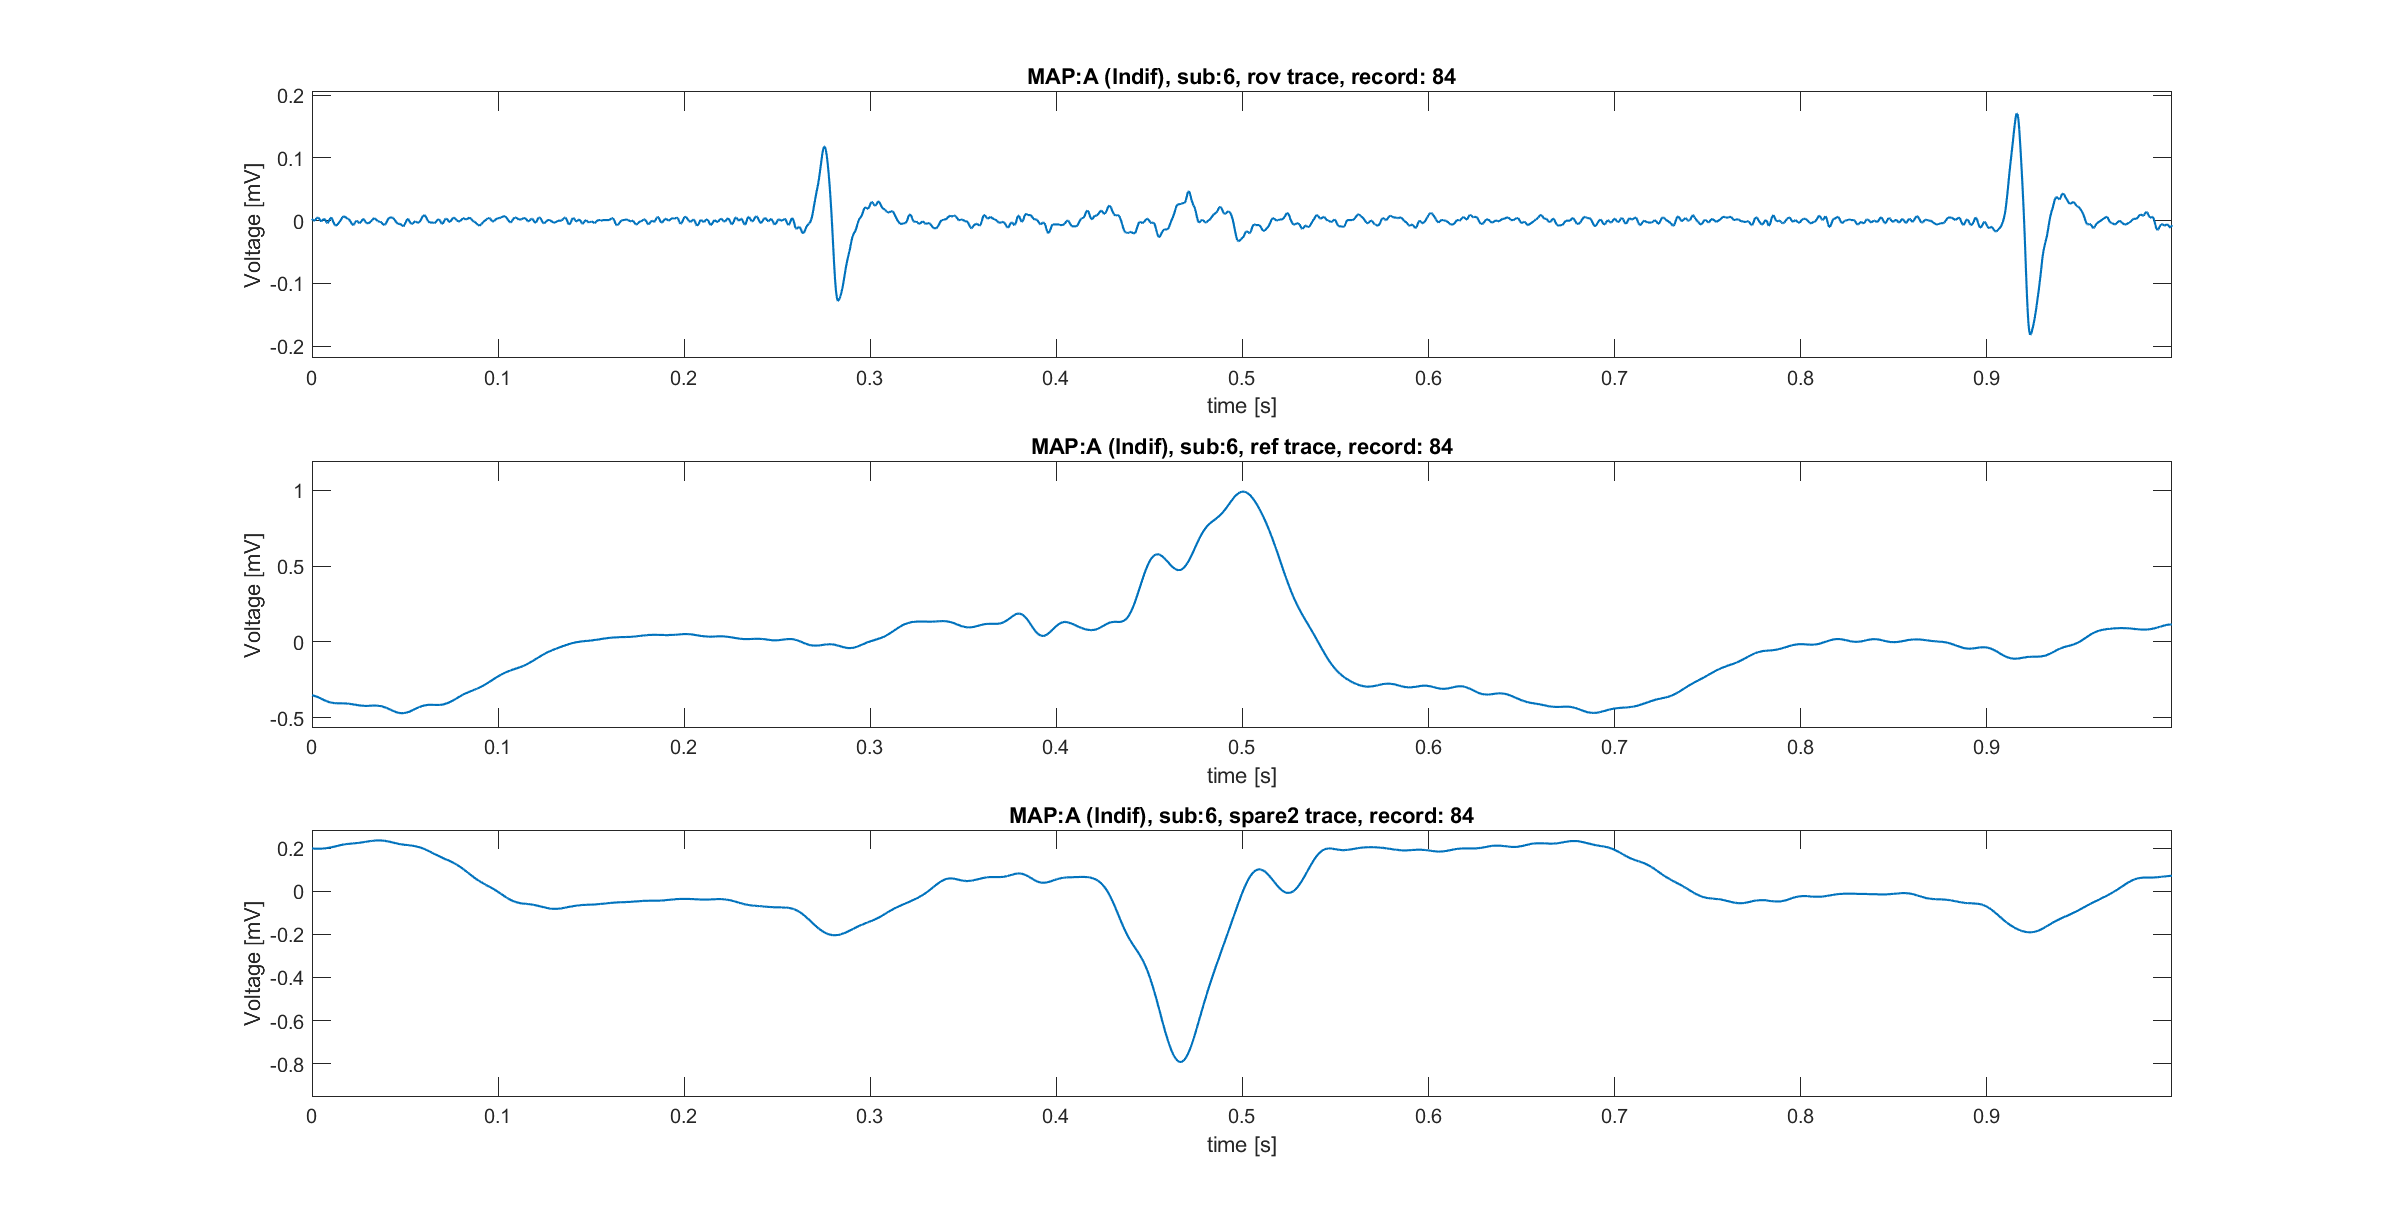 MAP:A (Indif), sub:6, rov trace, record: 84
Voltage [mV]
0.2
0.1
0
-0.1
-0.2
0 0.1 0.2 0.3 0.4 0.5 0.6 0.7 0.8 0.9
time [s]
MAP:A (Indif), sub:6, ref trace, record: 84
Voltage [mV]
1
0.5
0
-0.5
0 0.1 0.2 0.3 0.4 0.5 0.6 0.7 0.8 0.9
time [s]
MAP:A (Indif), sub:6, spare2 trace, record: 84
Voltage [mV]
0.2
0
-0.2
-0.4
-0.6
-0.8
0 0.1 0.2 0.3 0.4 0.5 0.6 0.7 0.8 0.9
time [s]